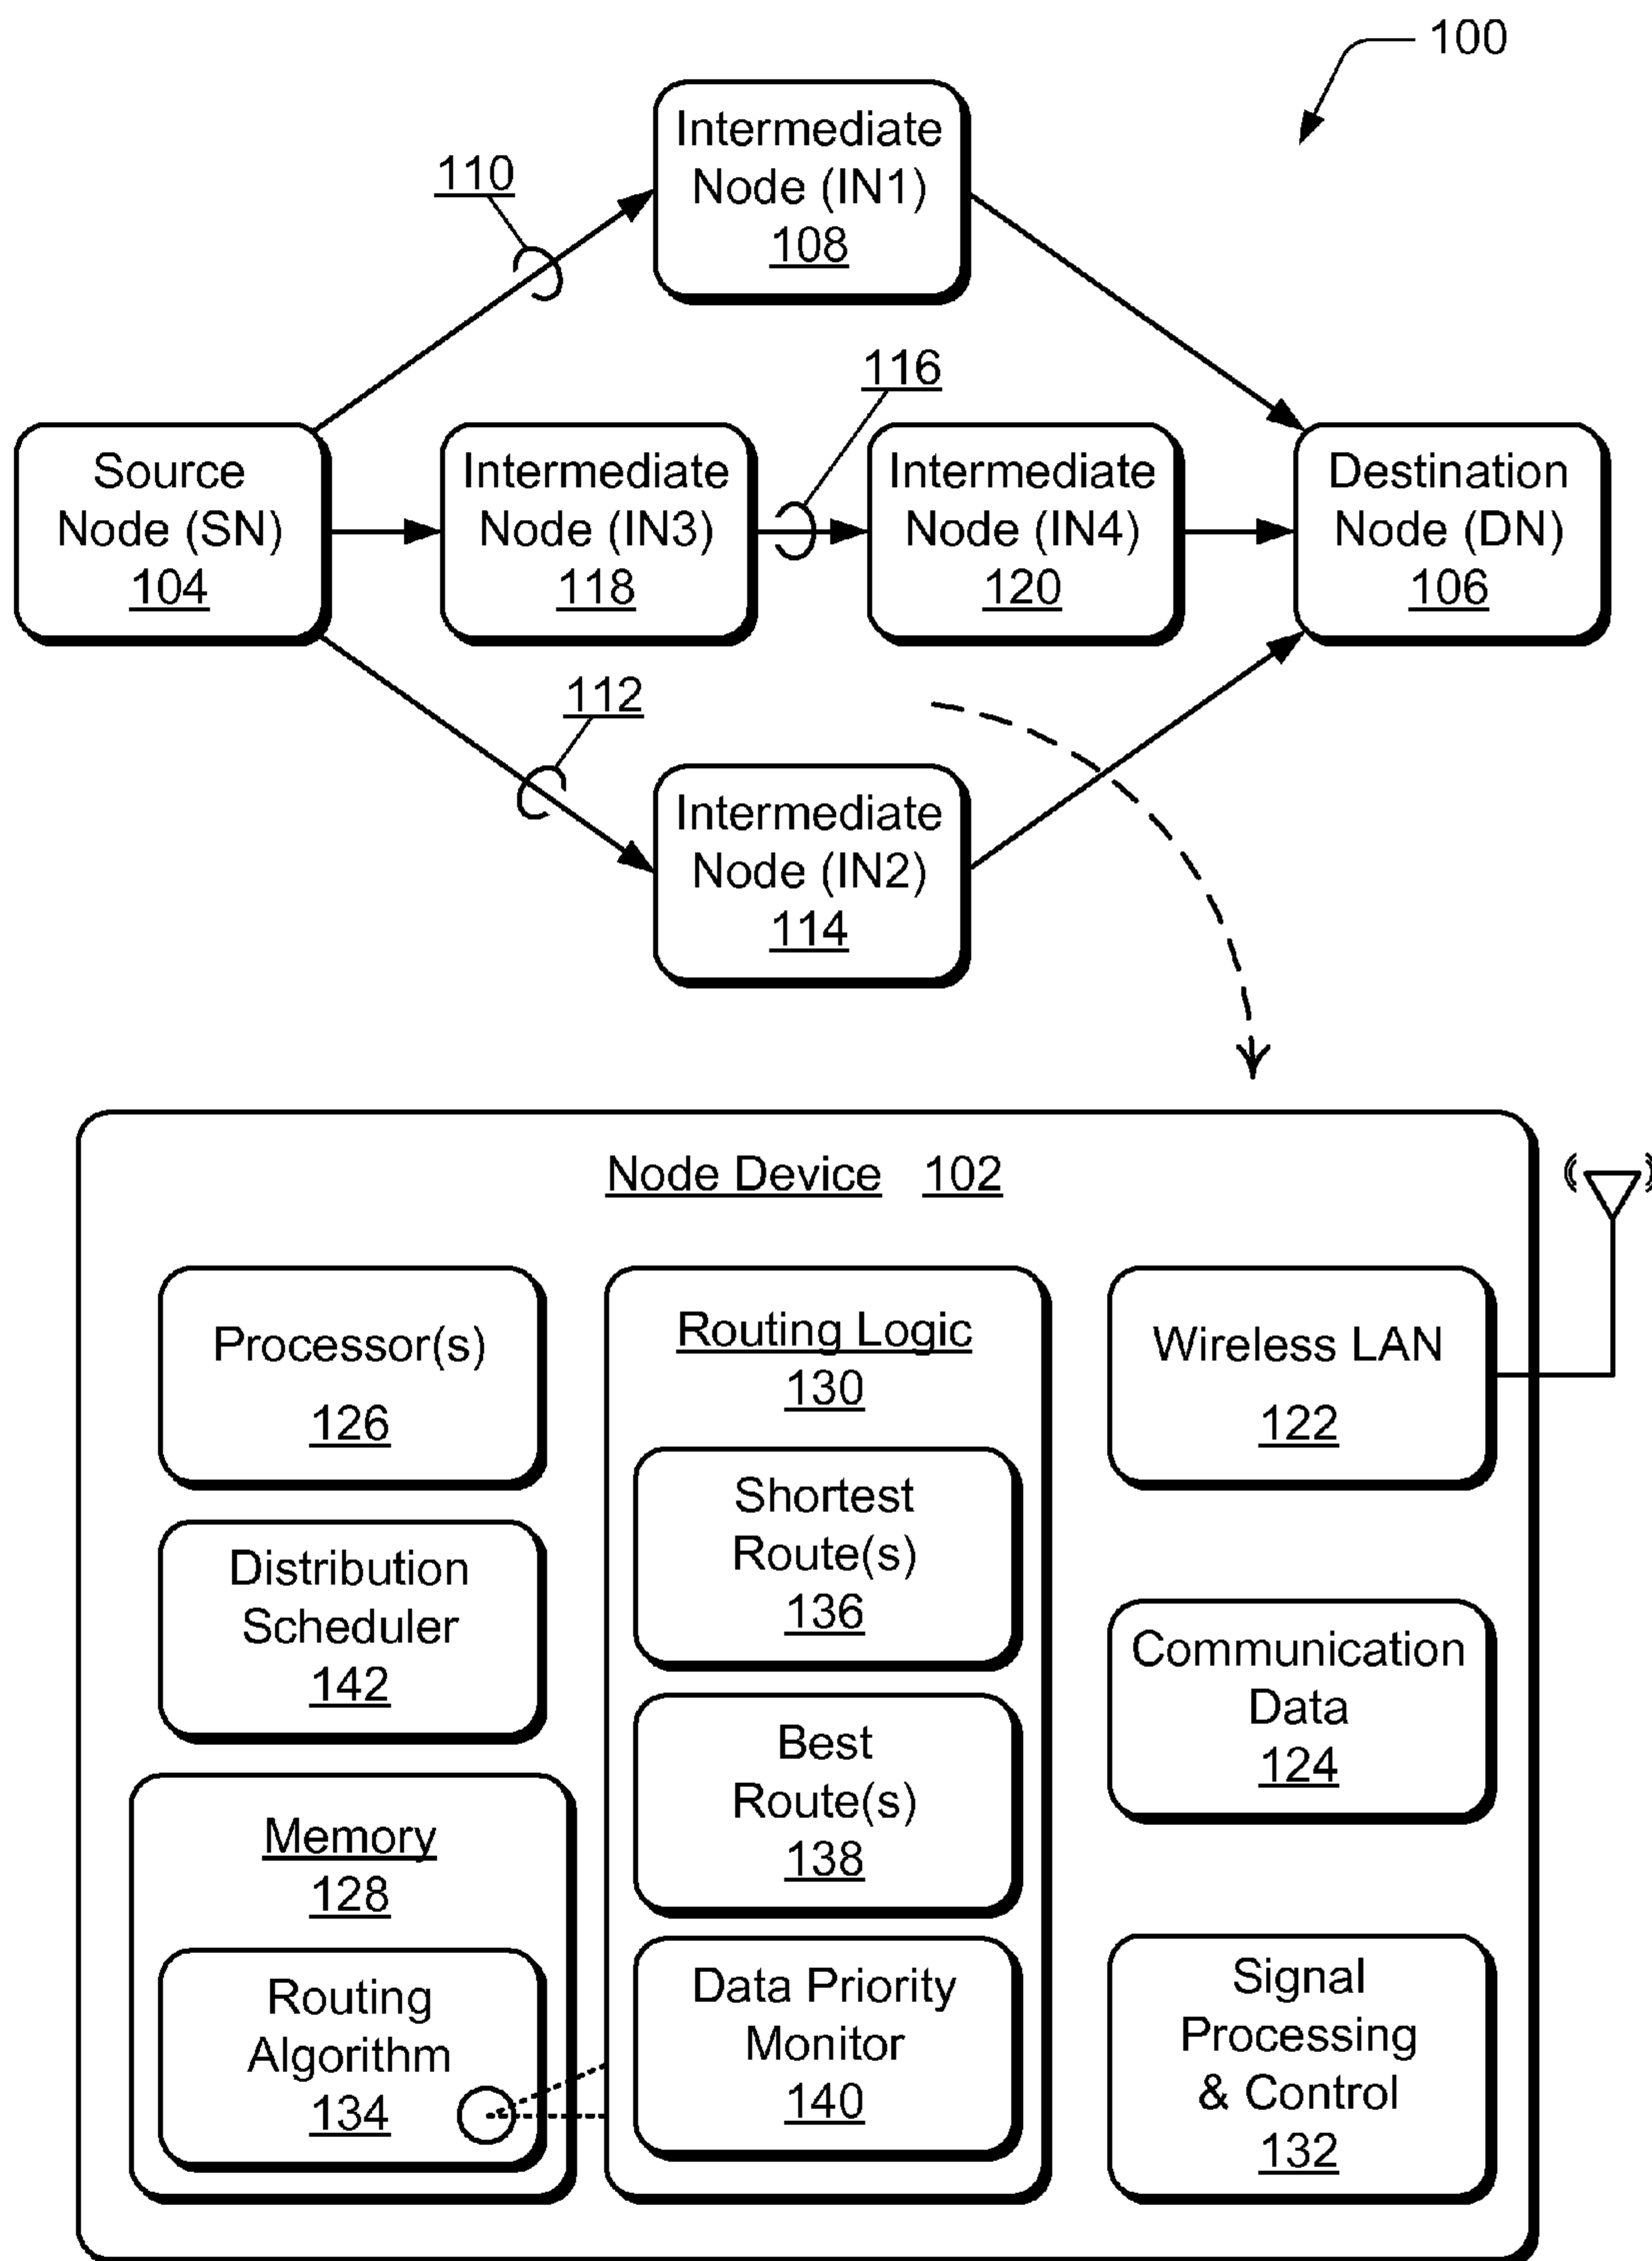 100
Intermediate
Node (IN1)
108
110
116
Source
Node (SN)
104
Intermediate
Node (IN3)
118
Intermediate
Node (IN4)
120
Destination
Node (DN)
106
112
Intermediate
Node (IN2)
114
Node Device 102
Processor(s)
126
Distribution
Scheduler
142
Memory
128
Routing
Algorithm
134
Routing Logic
130
Shortest
Route(s)
136
Best
Route(s)
138
Data Priority
Monitor
140
Wireless LAN
122
Communication
Data
124
Signal
Processing
& Control
132